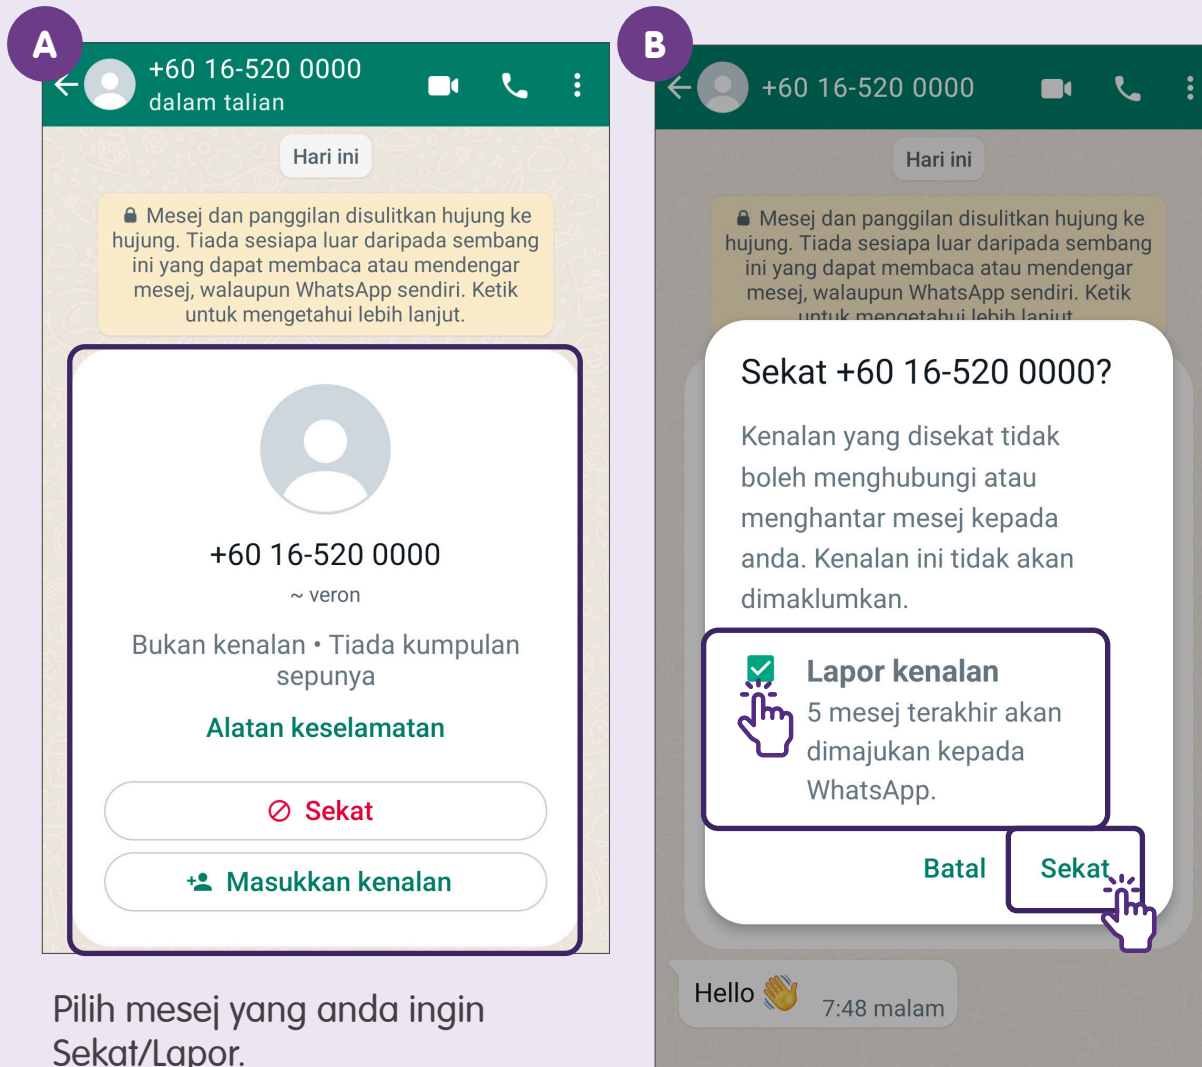 A
+60 16-520 0000
dalam talian
Hari ini
Mesej dan panggilan disulitkan hujung ke
hujung. Tiada sesiapa luar daripada sembang
ini yang dapat membaca atau mendengar
mesej, walaupun WhatsApp sendiri. Ketik
untuk mengetahui lebih lanjut.
+60 16-520 0000
~ veron
Bukan kenalan • Tiada kumpulan
sepunya
Alatan keselamatan
Sekat
Masukkan kenalan
Pilih mesej yang anda ingin
Sekat/Lapor.
B
+60 16-520 0000
Hari ini
Mesej dan panggilan disulitkan hujung ke
hujung. Tiada sesiapa luar daripada sembang
ini yang dapat membaca atau mendengar
mesej, walaupun WhatsApp sendiri. Ketik
untuk mengetahui lebih lanjut
Sekat +60 16-520 0000?
Kenalan yang disekat tidak
boleh menghubungi atau
menghantar mesej kepada
anda. Kenalan ini tidak akan
dimaklumkan.
Lapor kenalan
5 mesej terakhir akan
dimajukan kepada
WhatsApp.
Batal Sekat
Hello 👋 7:48 malam